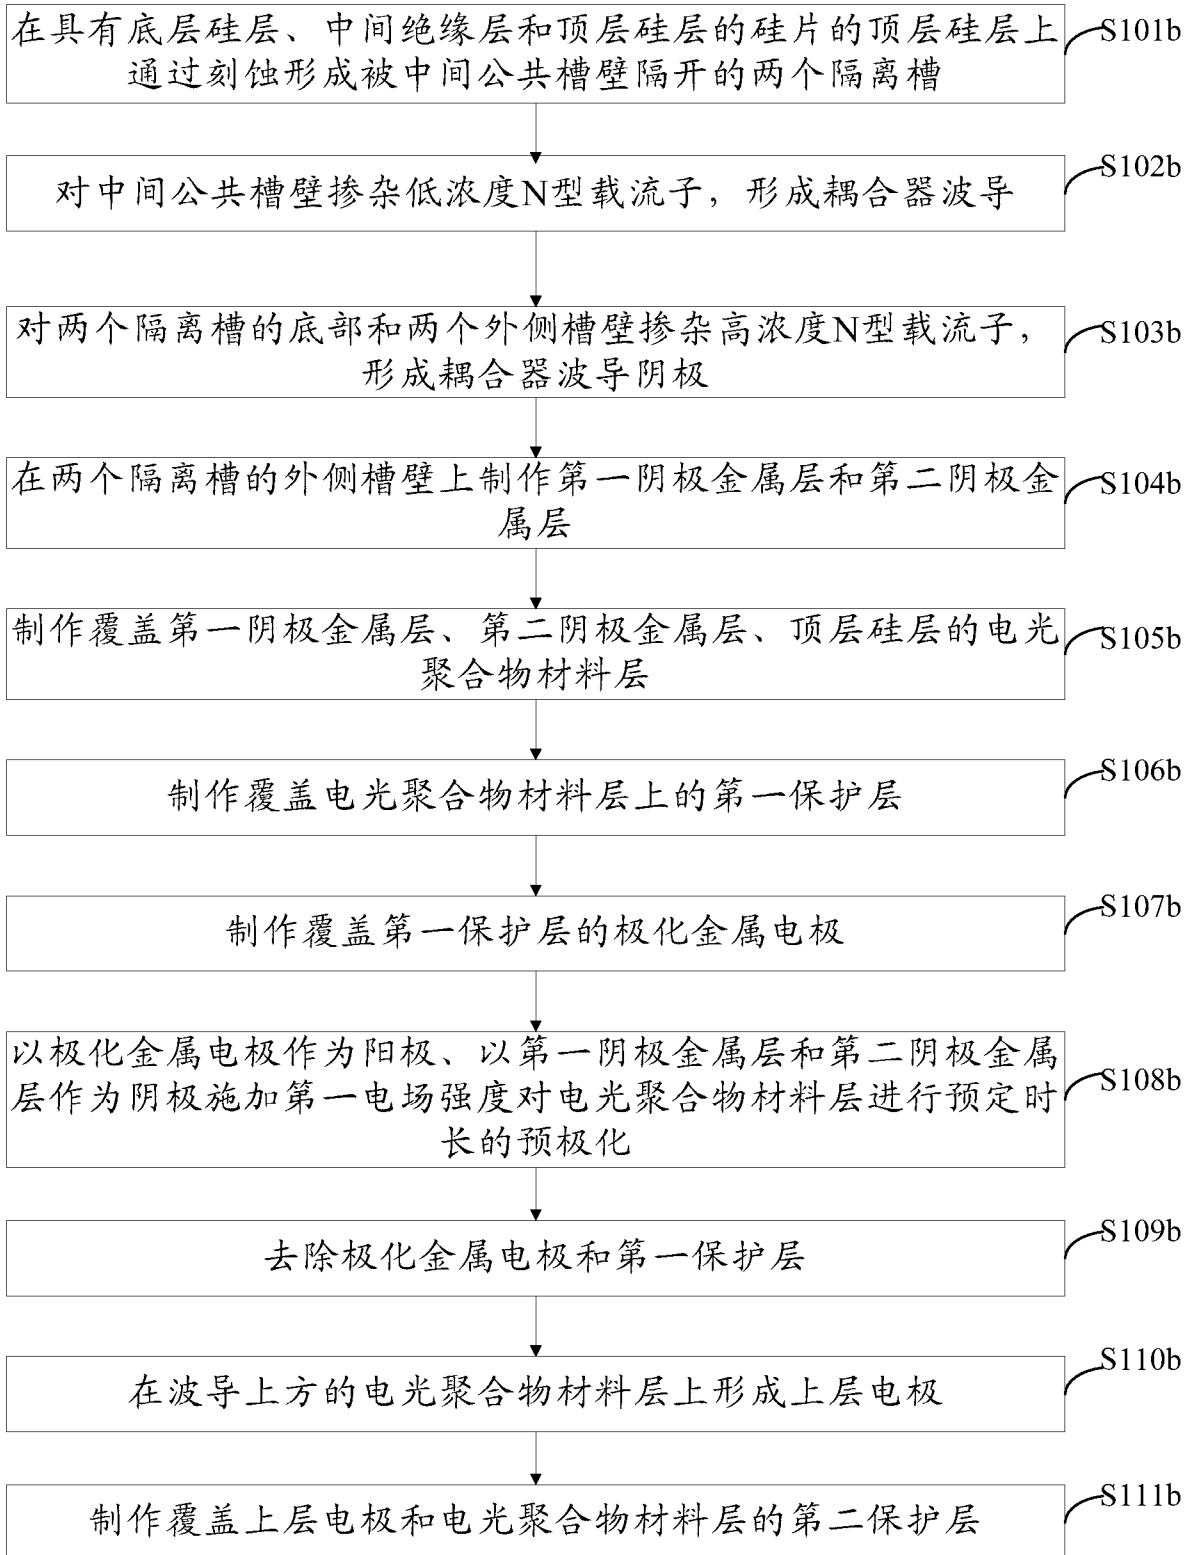 在具有底层硅层、中间绝缘层和顶层硅层的硅片的顶层硅层上
通过刻蚀形成被中间公共槽壁隔开的两个隔离槽
S101b
对中间公共槽壁掺杂低浓度N型载流子，形成耦合器波导
S102b
对两个隔离槽的底部和两个外侧槽壁掺杂高浓度N型载流子，
形成耦合器波导阴极
S103b
在两个隔离槽的外侧槽壁上制作第一阴极金属层和第二阴极金
属层
S104b
制作覆盖第一阴极金属层、第二阴极金属层、顶层硅层的电光
聚合物材料层
S105b
制作覆盖电光聚合物材料层上的第一保护层
S106b
制作覆盖第一保护层的极化金属电极
S107b
以极化金属电极作为阳极、以第一阴极金属层和第二阴极金属
层作为阴极施加第一电场强度对电光聚合物材料层进行预定时
长的预极化
S108b
去除极化金属电极和第一保护层
S109b
在波导上方的电光聚合物材料层上形成上层电极
S110b
制作覆盖上层电极和电光聚合物材料层的第二保护层
S111b